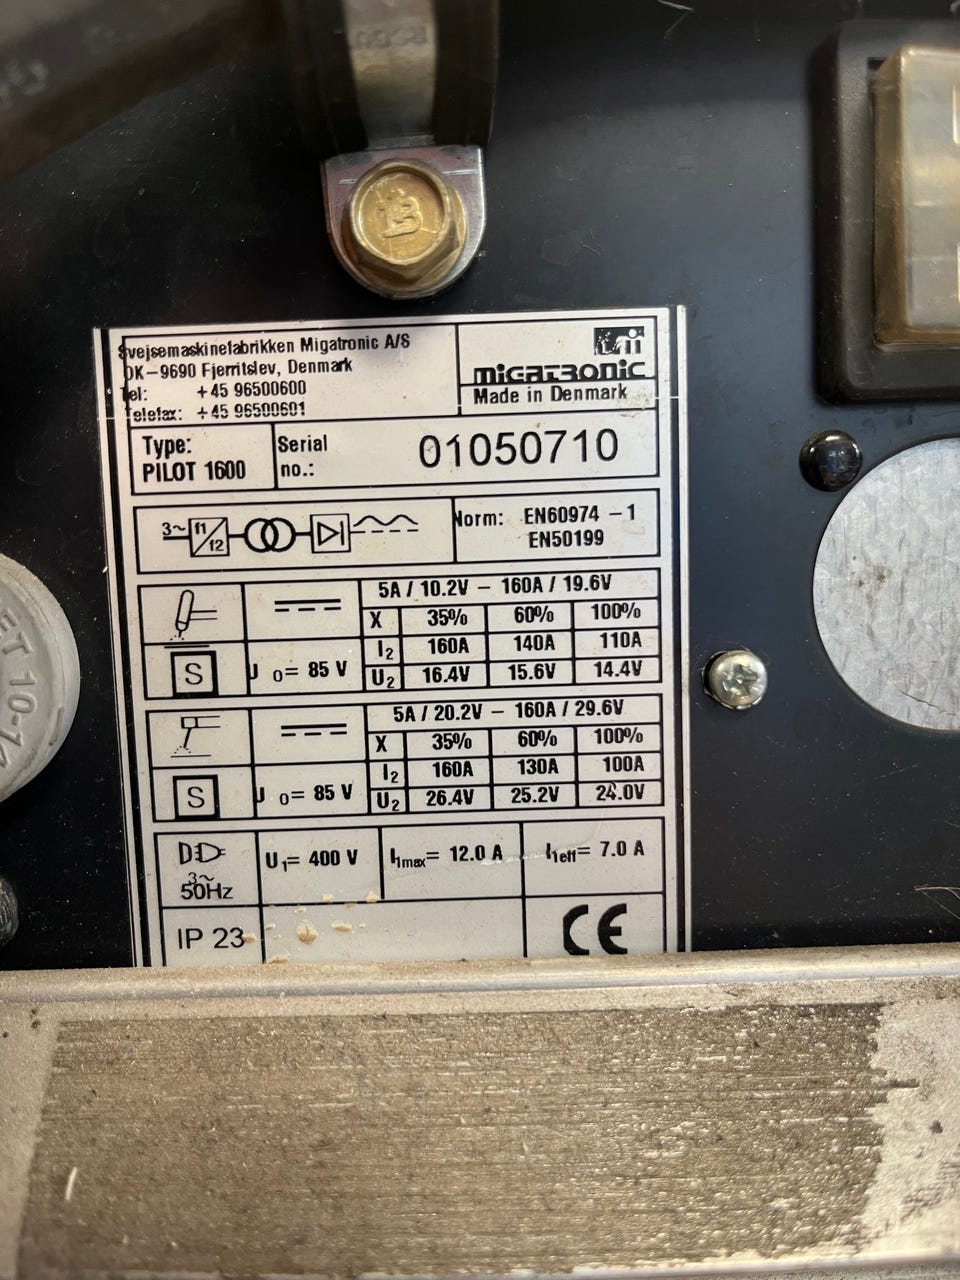 Svejsemaskinefabrikken Migatronic A/S
DK-9690 Fjerritslev, Denmark
Tel: +45 96500600
Telefax: +45 96500601
migatronic
Made in Denmark
Type:
PILOT 1600
Serial
no.:
01050710
3~ f1
f2
Norm: EN60974 -1
EN50199
5A / 10.2V - 160A / 19.6V
X 35% 60% 100%
I2 160A 140A 110A
S U0= 85 V U2 16.4V 15.6V 14.4V
5A / 20.2V - 160A / 29.6V
X 35% 60% 100%
I2 160A 130A 100A
S U0= 85 V U2 26.4V 25.2V 24.0V
3~
50Hz
U1= 400 V
I1max= 12.0 A
I1eff= 7.0 A
IP 23
CE